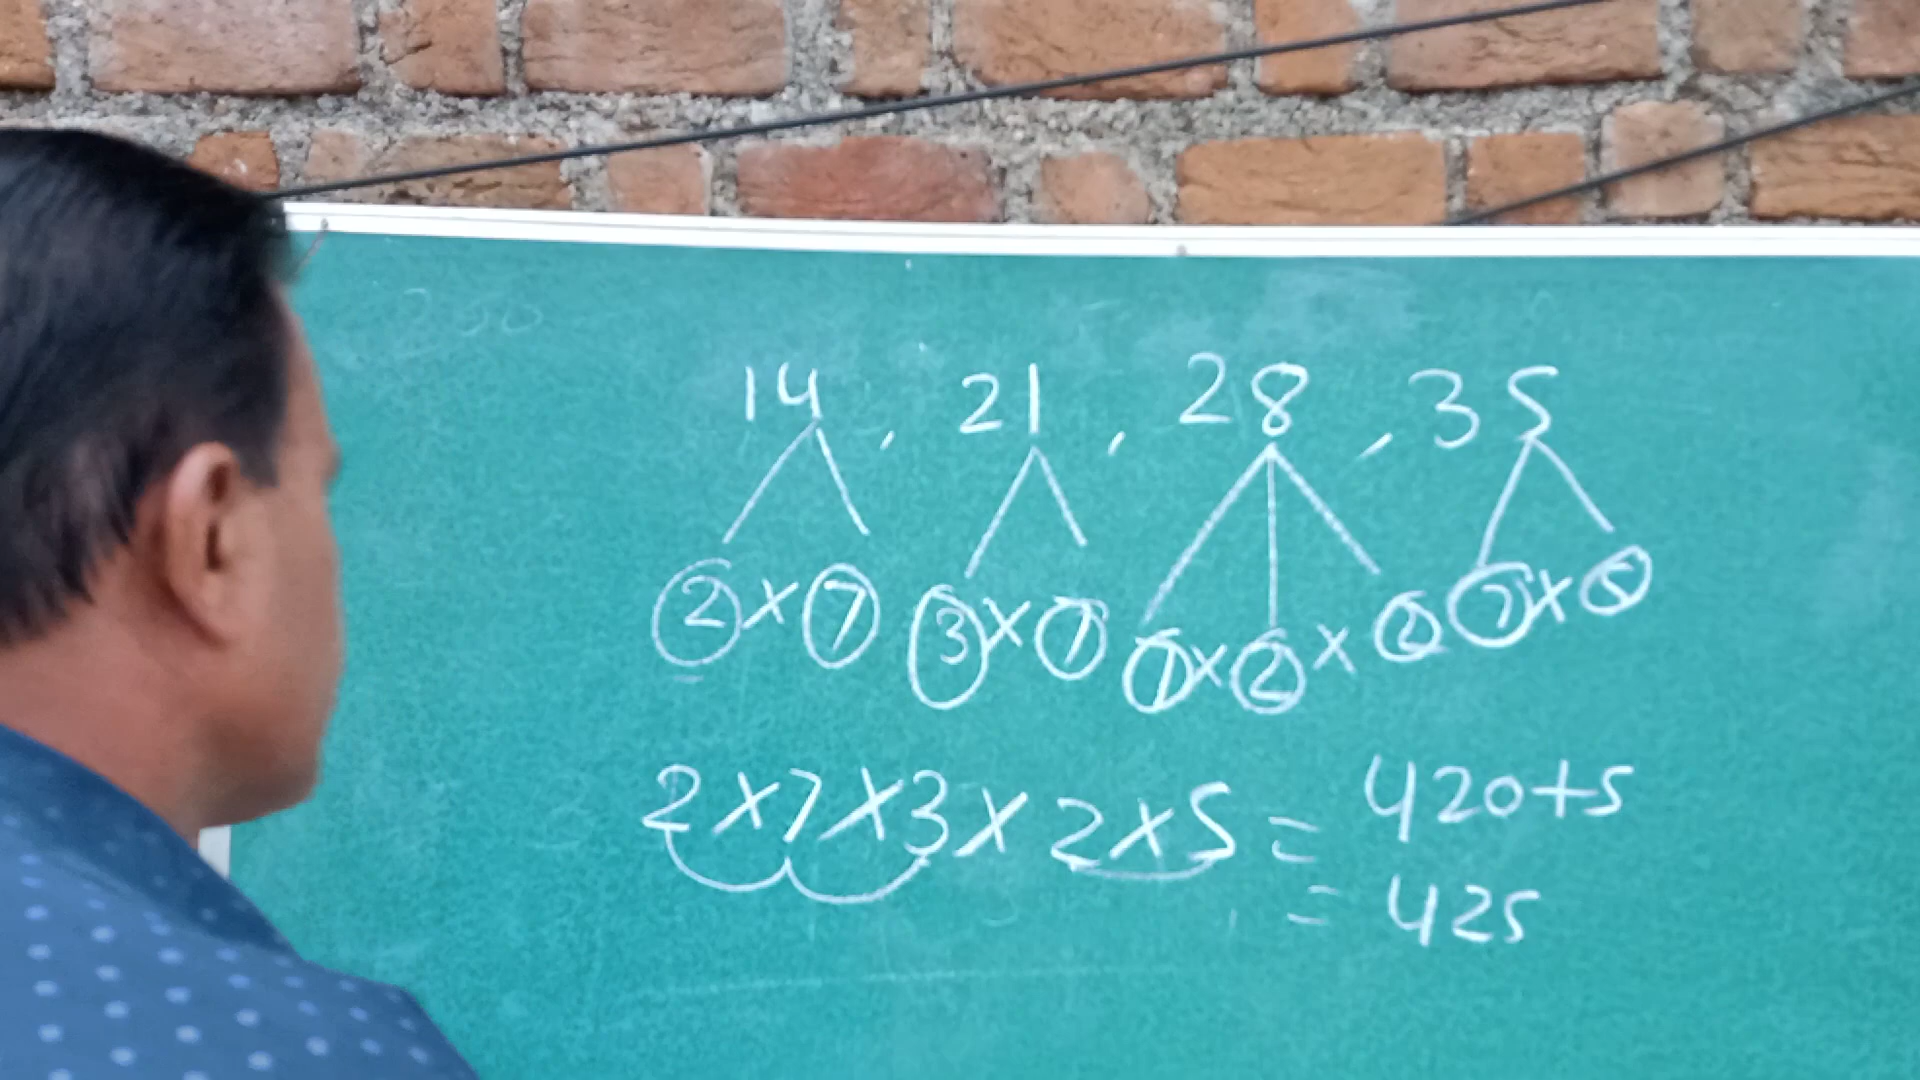 14, 21, 28, 35
2 × 7 3 × 7 7 × 2 × 2 7 × 5
2 × 7 × 3 × 2 × 5 = 420 + 5
= 425